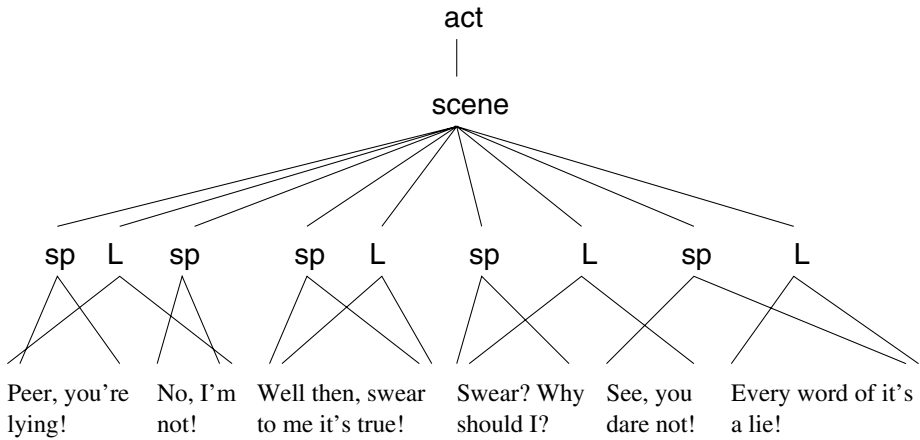 act
scene
sp L sp sp L sp L sp L
Peer, you're No, I'm Well then, swear Swear? Why See, you Every word of it's
lying! not! to me it's true! should I? dare not! a lie!